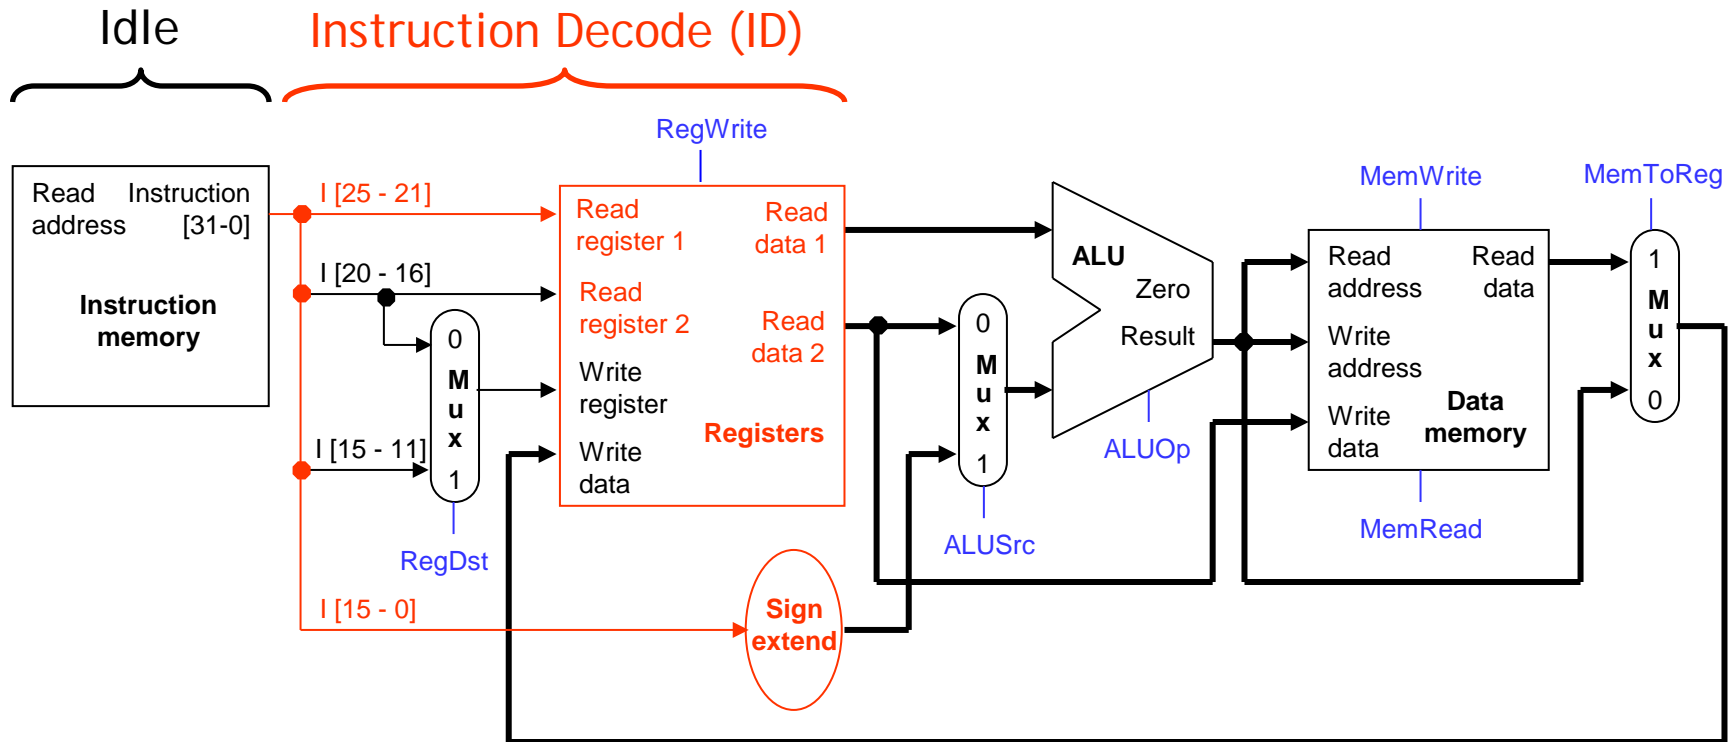 Idle
Instruction Decode (ID)
RegWrite
Read Instruction
address [31-0]
Instruction
memory
I [25 - 21]
I [20 - 16]
I [15 - 11]
I [15 - 0]
0
M
u
x
1
RegDst
Read
register 1
Read
data 1
Read
register 2
Read
data 2
Write
register
Registers
Write
data
Sign
extend
0
M
u
x
1
ALUSrc
ALU
Zero
Result
ALUOp
MemWrite
Read
address
Read
data
Write
address
Write
data
Data
memory
MemRead
MemToReg
1
M
u
x
0